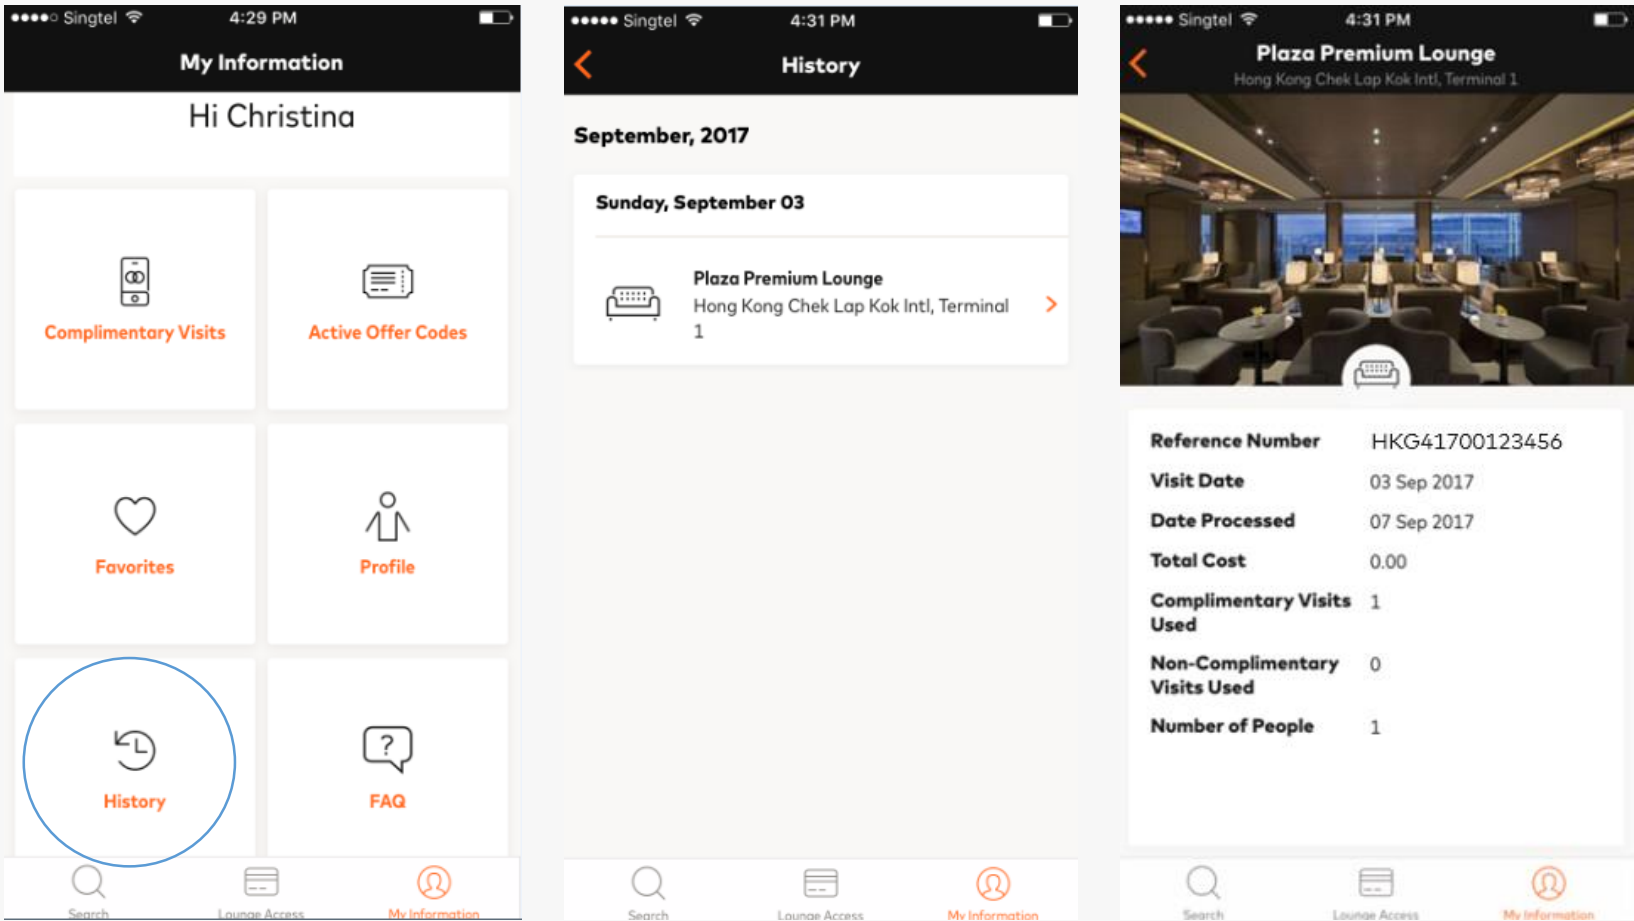 Singtel 4:29 PM
My Information
Hi Christina
Complimentary Visits
Active Offer Codes
Favorites
Profile
History
FAQ
Search
Lounge Access
My Information
Singtel 4:31 PM
History
September, 2017
Sunday, September 03
Plaza Premium Lounge
Hong Kong Chek Lap Kok Intl, Terminal
1
Search
Lounge Access
My Information
Singtel 4:31 PM
Plaza Premium Lounge
Hong Kong Chek Lap Kok Intl, Terminal 1
Reference Number HKG41700123456
Visit Date 03 Sep 2017
Date Processed 07 Sep 2017
Total Cost 0.00
Complimentary Visits 1
Used
Non-Complimentary 0
Visits Used
Number of People 1
Search
Lounge Access
My Information